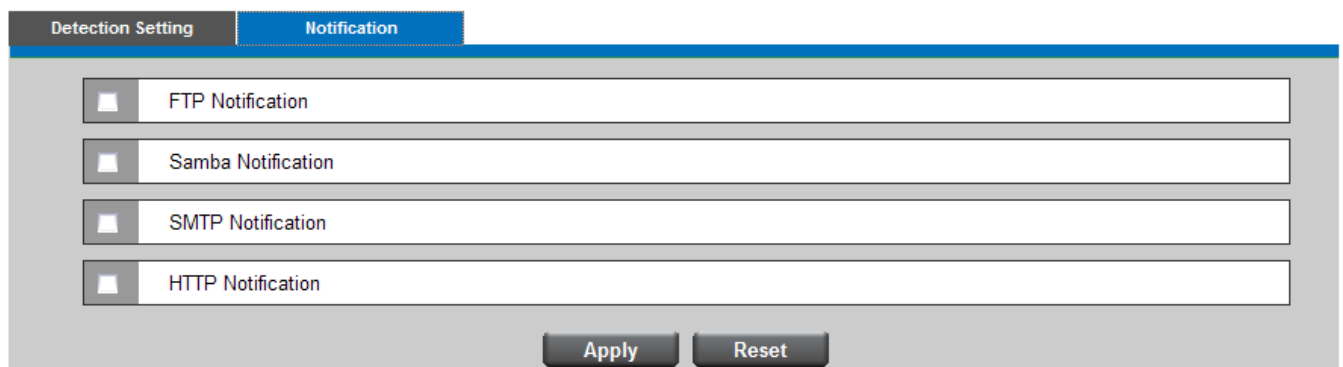 Detection Setting Notification
FTP Notification
Samba Notification
SMTP Notification
HTTP Notification
Apply Reset